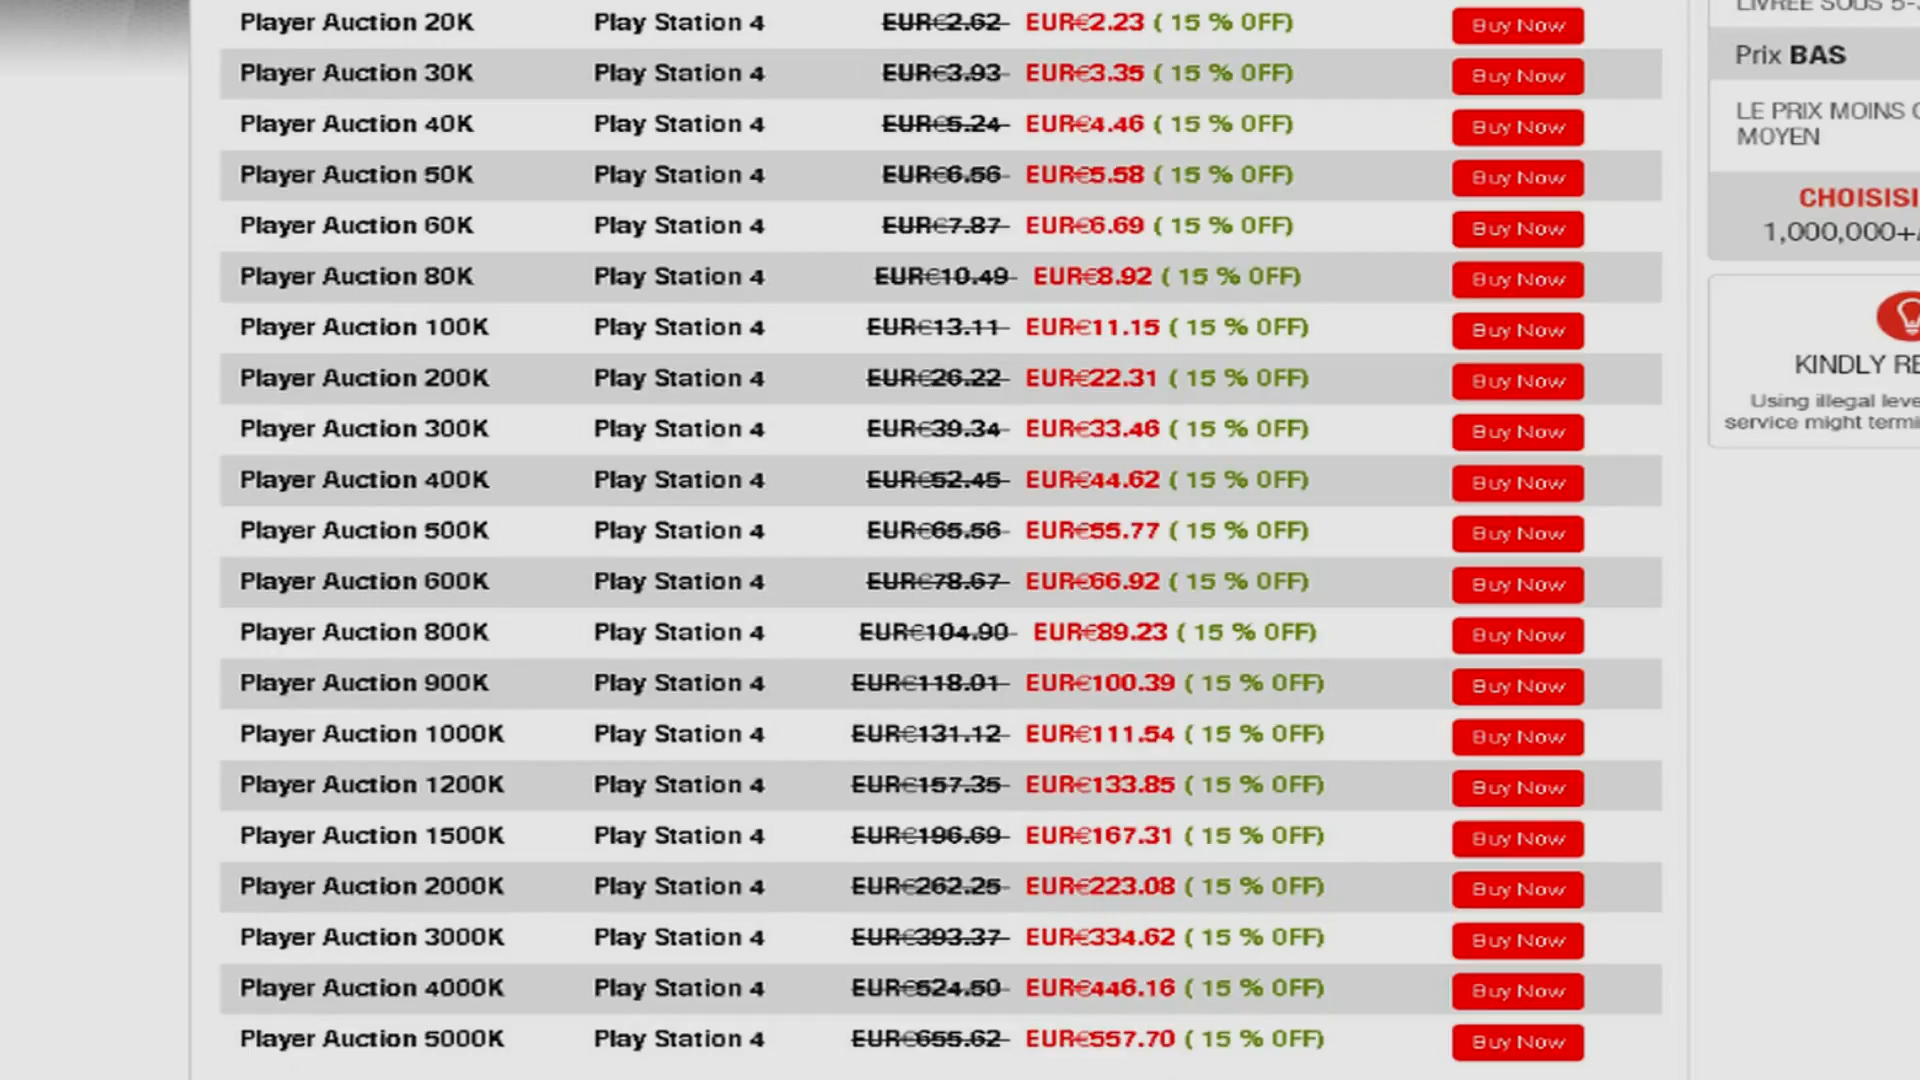 Player Auction 20K Play Station 4 EUR€2.62 EUR€2.23 ( 15 % OFF) Buy Now
Player Auction 30K Play Station 4 EUR€3.93 EUR€3.35 ( 15 % OFF) Buy Now
Player Auction 40K Play Station 4 EUR€5.24 EUR€4.46 ( 15 % OFF) Buy Now
Player Auction 50K Play Station 4 EUR€6.56 EUR€5.58 ( 15 % OFF) Buy Now
Player Auction 60K Play Station 4 EUR€7.87 EUR€6.69 ( 15 % OFF) Buy Now
Player Auction 80K Play Station 4 EUR€10.49 EUR€8.92 ( 15 % OFF) Buy Now
Player Auction 100K Play Station 4 EUR€13.11 EUR€11.15 ( 15 % OFF) Buy Now
Player Auction 200K Play Station 4 EUR€26.22 EUR€22.31 ( 15 % OFF) Buy Now
Player Auction 300K Play Station 4 EUR€39.34 EUR€33.46 ( 15 % OFF) Buy Now
Player Auction 400K Play Station 4 EUR€52.45 EUR€44.62 ( 15 % OFF) Buy Now
Player Auction 500K Play Station 4 EUR€65.56 EUR€55.77 ( 15 % OFF) Buy Now
Player Auction 600K Play Station 4 EUR€78.67 EUR€66.92 ( 15 % OFF) Buy Now
Player Auction 800K Play Station 4 EUR€104.90 EUR€89.23 ( 15 % OFF) Buy Now
Player Auction 900K Play Station 4 EUR€118.01 EUR€100.39 ( 15 % OFF) Buy Now
Player Auction 1000K Play Station 4 EUR€131.12 EUR€111.54 ( 15 % OFF) Buy Now
Player Auction 1200K Play Station 4 EUR€157.35 EUR€133.85 ( 15 % OFF) Buy Now
Player Auction 1500K Play Station 4 EUR€196.69 EUR€167.31 ( 15 % OFF) Buy Now
Player Auction 2000K Play Station 4 EUR€262.25 EUR€223.08 ( 15 % OFF) Buy Now
Player Auction 3000K Play Station 4 EUR€393.37 EUR€334.62 ( 15 % OFF) Buy Now
Player Auction 4000K Play Station 4 EUR€524.50 EUR€446.16 ( 15 % OFF) Buy Now
Player Auction 5000K Play Station 4 EUR€655.62 EUR€557.70 ( 15 % OFF) Buy Now
LIVRÉE SOUS 5-
Prix BAS
LE PRIX MOINS
MOYEN
CHOISISI
1,000,000+
KINDLY RE
Using illegal leve
service might termi